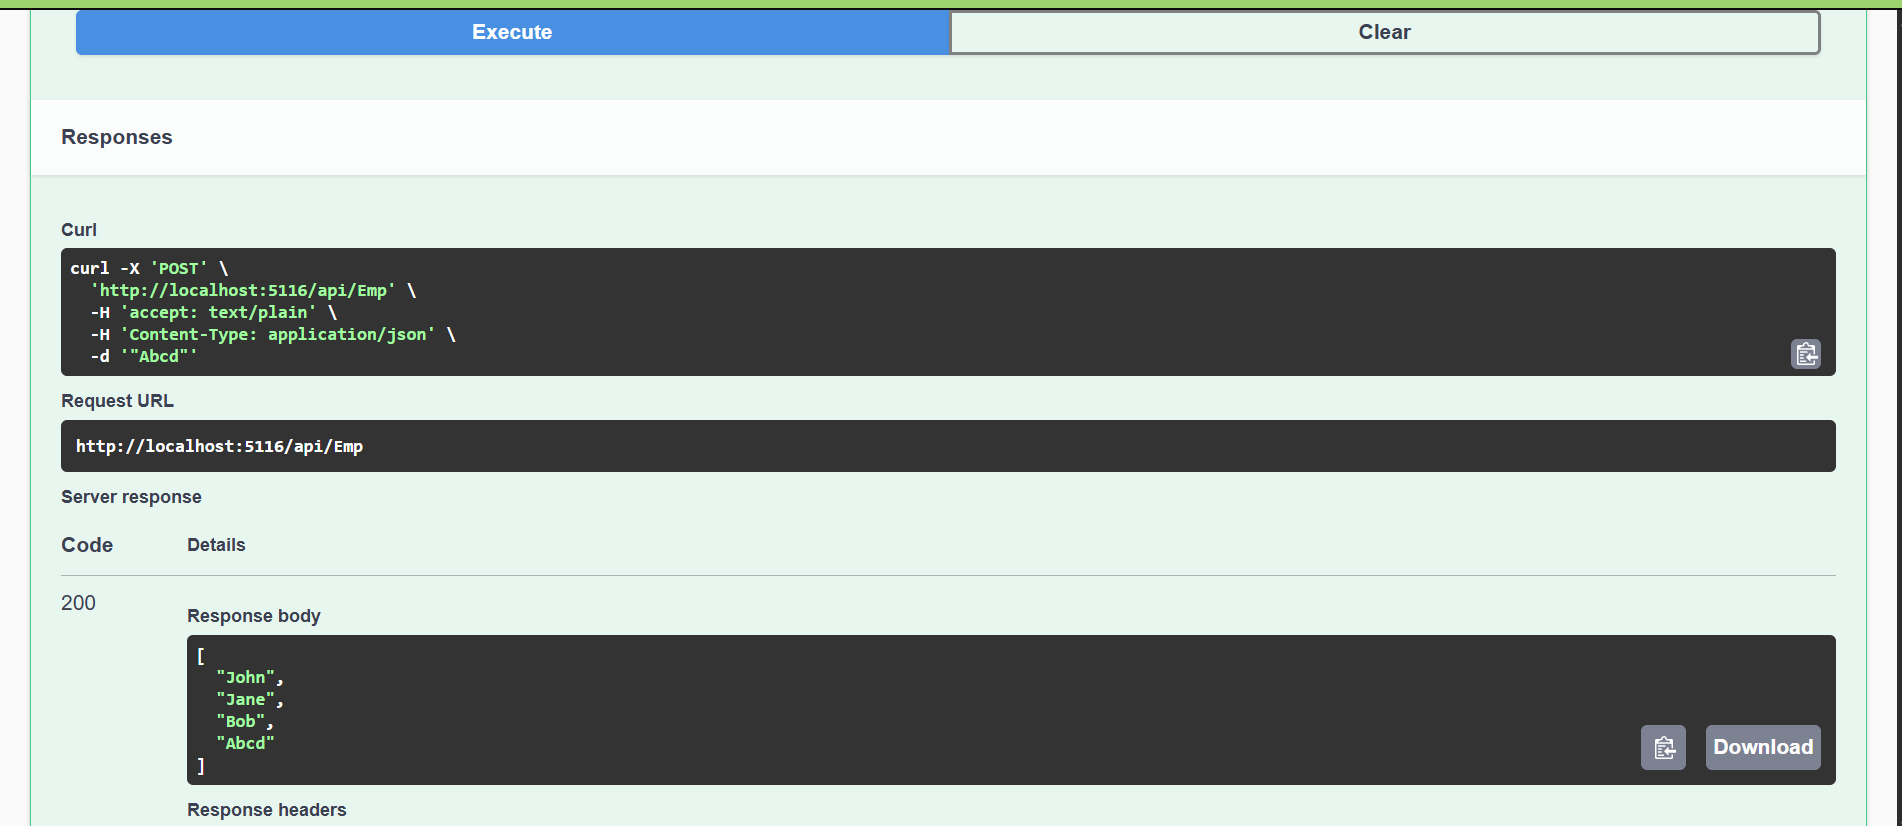 Execute
Clear
Responses
Curl
curl -X 'POST' \
'http://localhost:5116/api/Emp' \
-H 'accept: text/plain' \
-H 'Content-Type: application/json' \
-d '"Abcd"'
Request URL
http://localhost:5116/api/Emp
Server response
Code Details
200
Response body
[
"John",
"Jane",
"Bob",
"Abcd"
]
Download
Response headers